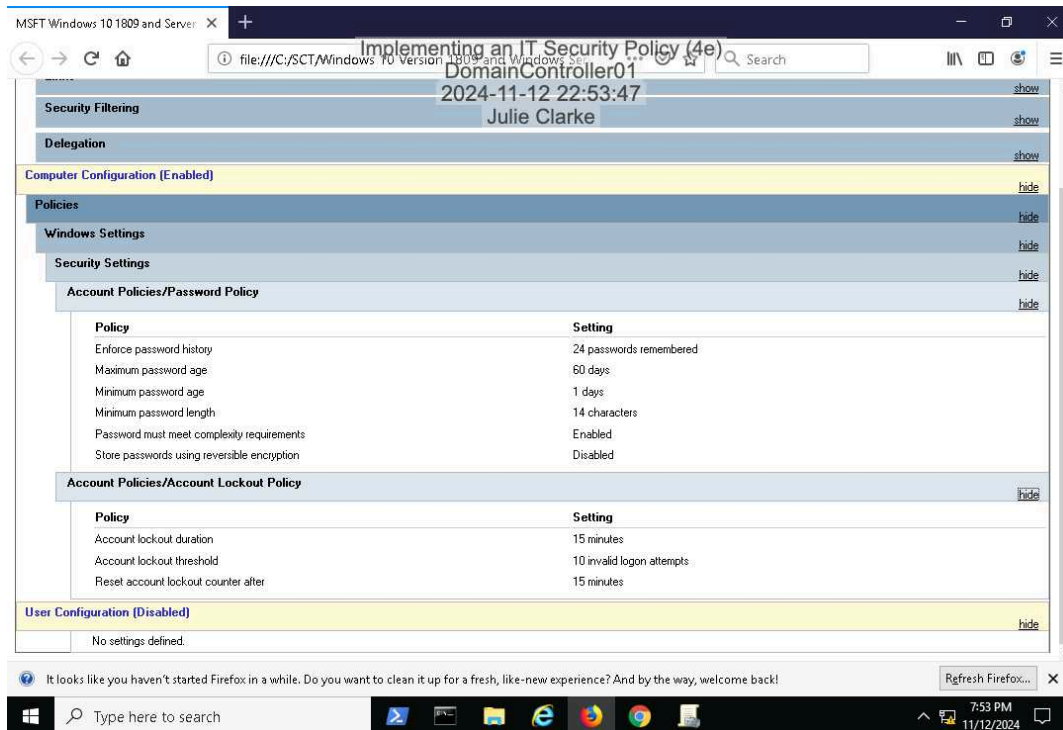 MSFT Windows 10 1809 and Server
file:///C:/SCT/Windows 10 Version 1809 and Windows Ser
Search
Implementing an IT Security Policy (4e)
DomainController01
2024-11-12 22:53:47
Julie Clarke
show
Security Filtering show
Delegation show
Computer Configuration (Enabled) hide
Policies hide
Windows Settings hide
Security Settings hide
Account Policies/Password Policy hide
Policy Setting
Enforce password history 24 passwords remembered
Maximum password age 60 days
Minimum password age 1 days
Minimum password length 14 characters
Password must meet complexity requirements Enabled
Store passwords using reversible encryption Disabled
Account Policies/Account Lockout Policy hide
Policy Setting
Account lockout duration 15 minutes
Account lockout threshold 10 invalid logon attempts
Reset account lockout counter after 15 minutes
User Configuration (Disabled) hide
No settings defined.
It looks like you haven't started Firefox in a while. Do you want to clean it up for a fresh, like-new experience? And by the way, welcome back! Refresh Firefox...
Type here to search
7:53 PM
11/12/2024